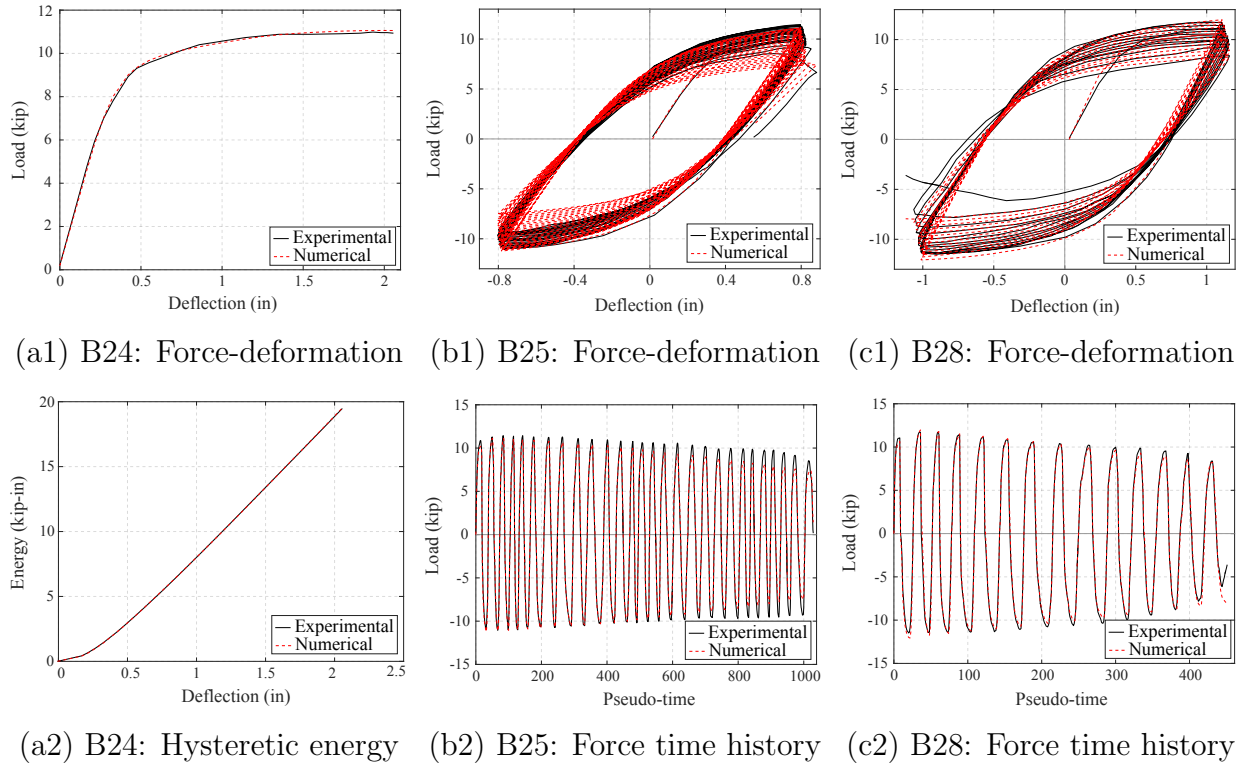 12
10
8
6
4
2
0
0
0.5
1
1.5
2
Load (kip)
Deflection (in)
Experimental
Numerical
(a1) B24: Force-deformation
10
5
0
-5
-10
-0.8
-0.4
0
0.4
0.8
Load (kip)
Deflection (in)
Experimental
Numerical
(b1) B25: Force-deformation
10
5
0
-5
-10
-1
-0.5
0
0.5
1
Load (kip)
Deflection (in)
Experimental
Numerical
(c1) B28: Force-deformation
20
15
10
5
0
0
0.5
1
1.5
2
2.5
Energy (kip-in)
Deflection (in)
Experimental
Numerical
(a2) B24: Hysteretic energy
15
10
5
0
-5
-10
-15
0
200
400
600
800
1000
Load (kip)
Pseudo-time
Experimental
Numerical
(b2) B25: Force time history
15
10
5
0
-5
-10
-15
0
100
200
300
400
Load (kip)
Pseudo-time
Experimental
Numerical
(c2) B28: Force time history